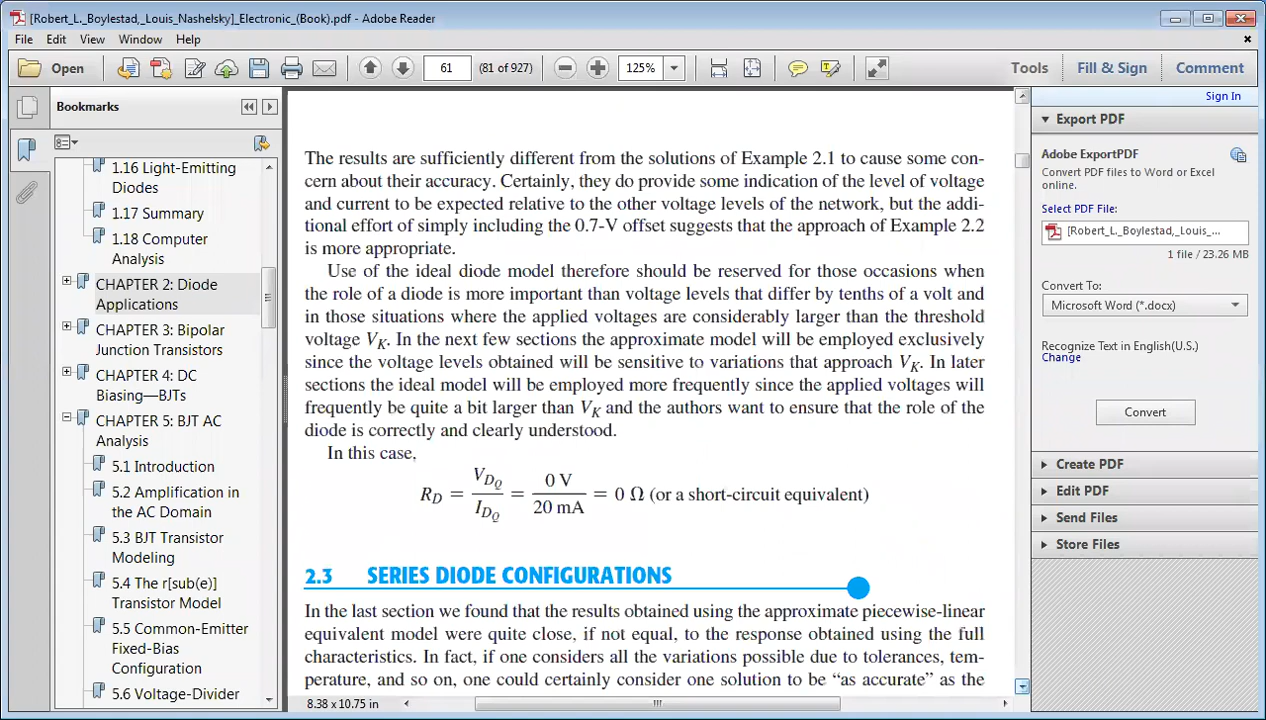 [Robert_L._Boylestad,_Louis_Nashelsky]_Electronic_(Book).pdf - Adobe Reader
File Edit View Window Help
Open 61 (81 of 927) 125% Tools Fill & Sign Comment
Sign In
Bookmarks
1.16 Light-Emitting
Diodes
1.17 Summary
1.18 Computer
Analysis
CHAPTER 2: Diode
Applications
CHAPTER 3: Bipolar
Junction Transistors
CHAPTER 4: DC
Biasing—BJTs
CHAPTER 5: BJT AC
Analysis
5.1 Introduction
5.2 Amplification in
the AC Domain
5.3 BJT Transistor
Modeling
5.4 The r[sub(e)]
Transistor Model
5.5 Common-Emitter
Fixed-Bias
Configuration
5.6 Voltage-Divider
The results are sufficiently different from the solutions of Example 2.1 to cause some con-
cern about their accuracy. Certainly, they do provide some indication of the level of voltage
and current to be expected relative to the other voltage levels of the network, but the addi-
tional effort of simply including the 0.7-V offset suggests that the approach of Example 2.2
is more appropriate.
Use of the ideal diode model therefore should be reserved for those occasions when
the role of a diode is more important than voltage levels that differ by tenths of a volt and
in those situations where the applied voltages are considerably larger than the threshold
voltage V_K. In the next few sections the approximate model will be employed exclusively
since the voltage levels obtained will be sensitive to variations that approach V_K. In later
sections the ideal model will be employed more frequently since the applied voltages will
frequently be quite a bit larger than V_K and the authors want to ensure that the role of the
diode is correctly and clearly understood.
In this case,
R_D = V_{D_Q} / I_{D_Q} = 0 V / 20 mA = 0 Ω (or a short-circuit equivalent)
2.3 SERIES DIODE CONFIGURATIONS
In the last section we found that the results obtained using the approximate piecewise-linear
equivalent model were quite close, if not equal, to the response obtained using the full
characteristics. In fact, if one considers all the variations possible due to tolerances, tem-
perature, and so on, one could certainly consider one solution to be “as accurate” as the
8.38 x 10.75 in
Export PDF
Adobe ExportPDF
Convert PDF files to Word or Excel
online.
Select PDF File:
[Robert_L._Boylestad,_Louis_-...
1 file / 23.26 MB
Convert To:
Microsoft Word (*.docx)
Recognize Text in English(U.S.)
Change
Convert
Create PDF
Edit PDF
Send Files
Store Files